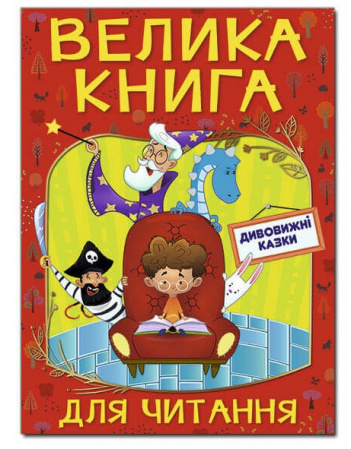 ВЕЛИКА
КНИГА
ДИВОВИЖНІ
КАЗКИ
ДЛЯ ЧИТАННЯ